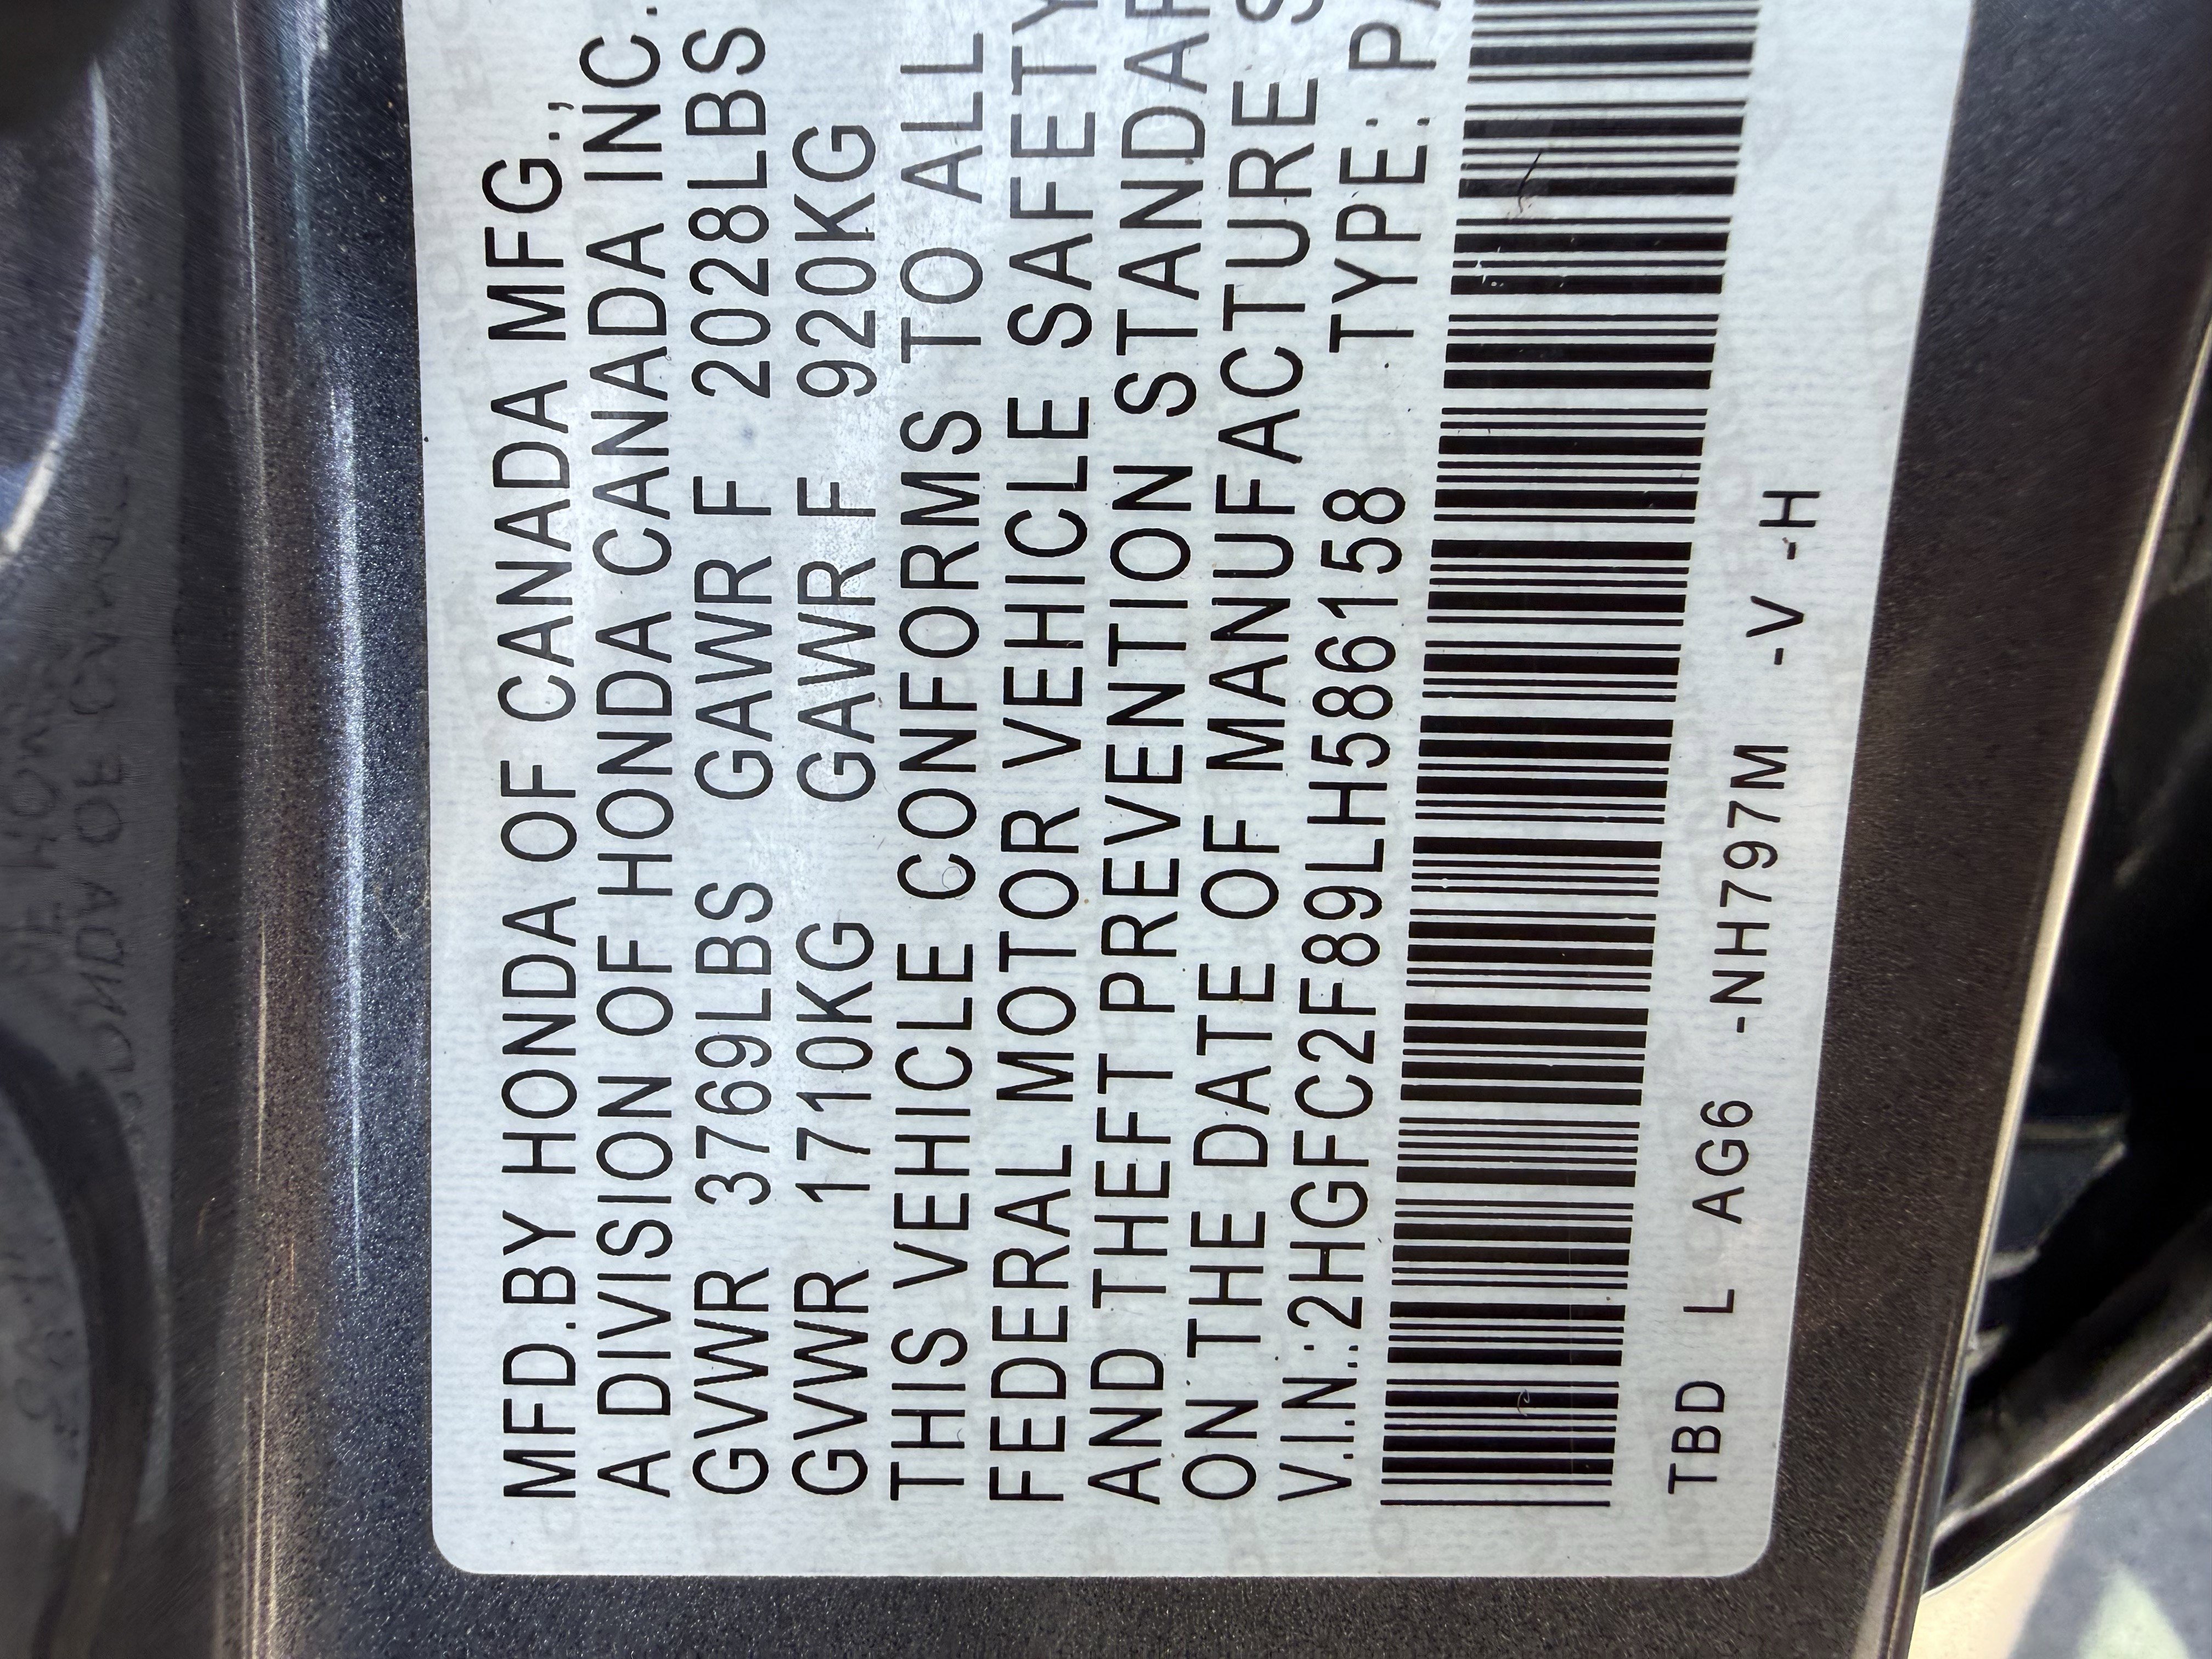 MFD.BY HONDA OF CANADA MFG.,
A DIVISION OF HONDA CANADA INC.
GVWR 3769LBS GAWR F 2028LBS
GVWR 1710KG GAWR F 920KG
THIS VEHICLE CONFORMS TO ALL
FEDERAL MOTOR VEHICLE SAFETY
AND THEFT PREVENTION STANDAR
ON THE DATE OF MANUFACTURE S
V.I.N.:2HGFC2F89LH586158 TYPE: PA
TBD L AG6 -NH797M -V -H